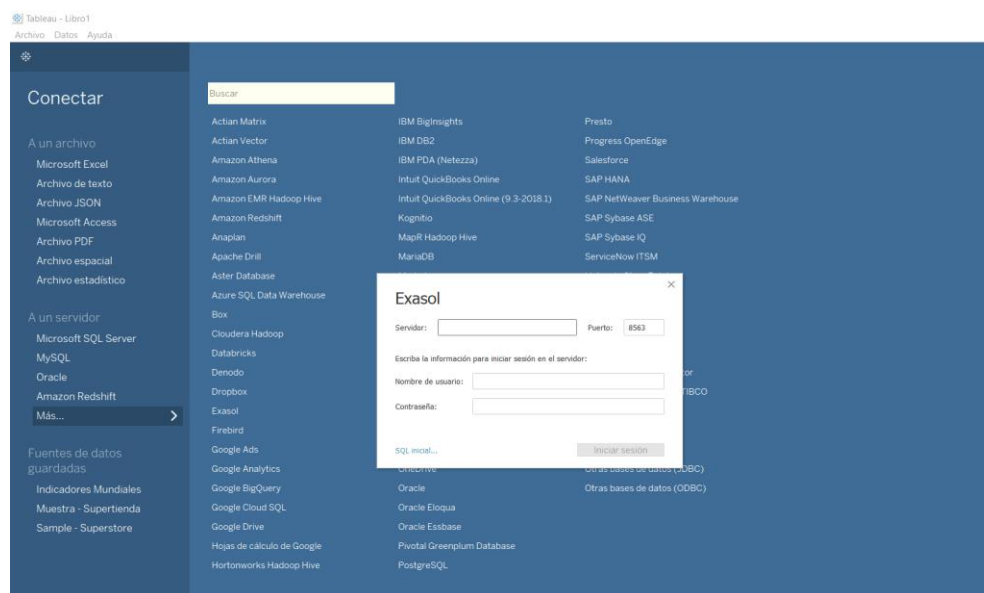 Tableau - Libro1
Archivo Datos Ayuda
Conectar
A un archivo
Microsoft Excel
Archivo de texto
Archivo JSON
Microsoft Access
Archivo PDF
Archivo espacial
Archivo estadístico
A un servidor
Microsoft SQL Server
MySQL
Oracle
Amazon Redshift
Más...
Fuentes de datos
guardadas
Indicadores Mundiales
Muestra - Supertienda
Sample - Superstore
Buscar
Actian Matrix
Actian Vector
Amazon Athena
Amazon Aurora
Amazon EMR Hadoop Hive
Amazon Redshift
Anaplan
Apache Drill
Aster Database
Azure SQL Data Warehouse
Box
Cloudera Hadoop
Databricks
Denodo
Dropbox
Exasol
Firebird
Google Ads
Google Analytics
Google BigQuery
Google Cloud SQL
Google Drive
Hojas de cálculo de Google
Hortonworks Hadoop Hive
IBM BigInsights
IBM DB2
IBM PDA (Netezza)
Intuit QuickBooks Online
Intuit QuickBooks Online (9.3-2018.1)
Kognitio
MapR Hadoop Hive
MariaDB
OneDrive
Oracle
Oracle Eloqua
Oracle Essbase
Pivotal Greenplum Database
PostgreSQL
Presto
Progress OpenEdge
Salesforce
SAP HANA
SAP NetWeaver Business Warehouse
SAP Sybase ASE
SAP Sybase IQ
ServiceNow ITSM
or
TIBCO
Otras bases de datos (JDBC)
Otras bases de datos (ODBC)
Exasol
Servidor: Puerto: 8563
Escriba la información para iniciar sesión en el servidor:
Nombre de usuario:
Contraseña:
SQL inicial... Iniciar sesión